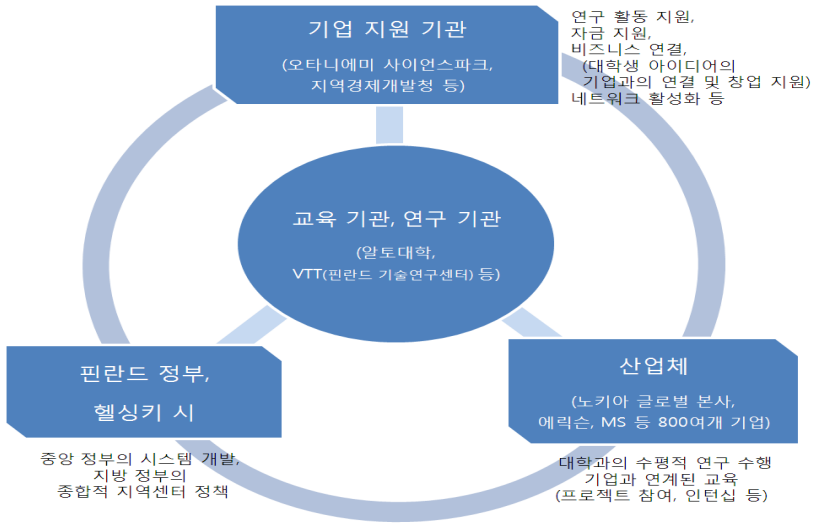 기업 지원 기관
(오타니에미 사이언스파크,
지역경제개발청 등)
연구 활동 지원,
자금 지원,
비즈니스 연결,
(대학생 아이디어의
기업과의 연결 및 창업 지원)
네트워크 활성화 등
교육 기관, 연구 기관
(알토대학,
VTT(핀란드 기술연구센터) 등)
핀란드 정부,
헬싱키 시
중앙 정부의 시스템 개발,
지방 정부의
종합적 지역센터 정책
산업체
(노키아 글로벌 본사,
에릭슨, MS 등 800여개 기업)
대학과의 수평적 연구 수행
기업과 연계된 교육
(프로젝트 참여, 인턴십 등)